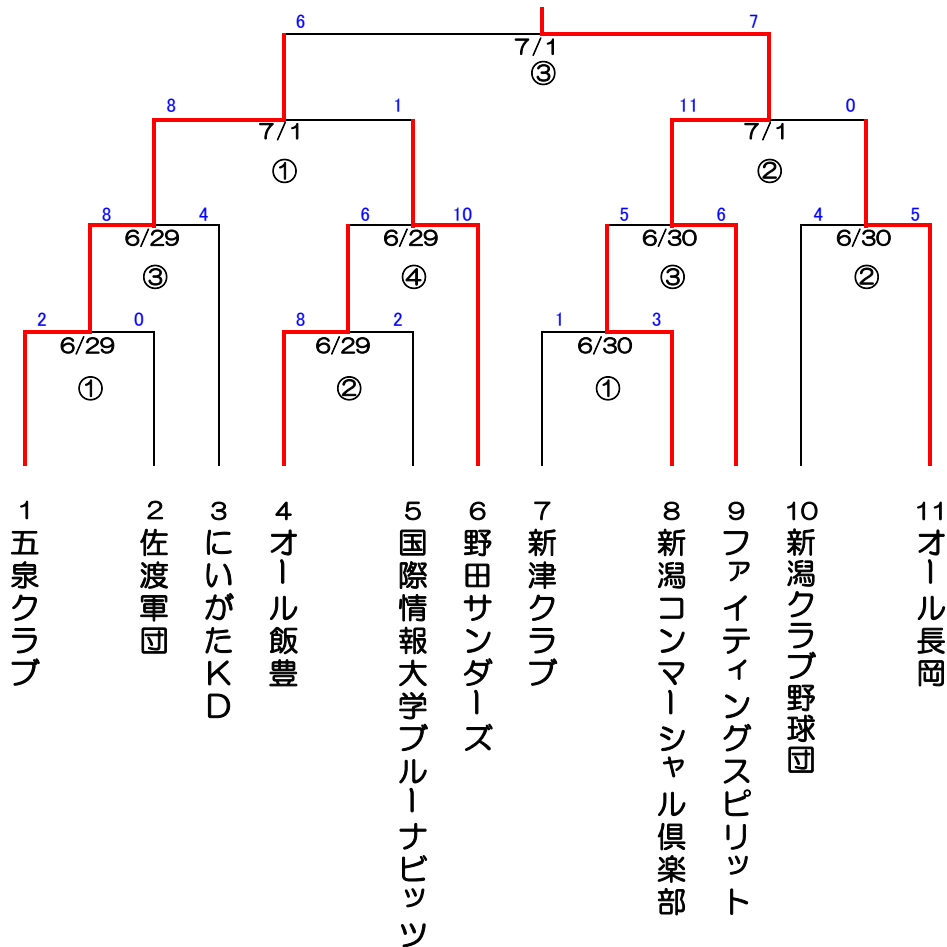 6 7
7/1
③
8 1 11 0
7/1 7/1
① ②
8 4 6 10 5 6 4 5
6/29 6/29 6/30 6/30
③ ④ ③ ②
2 0 8 2 1 3
6/29 6/29 6/30
① ② ①
1 五泉クラブ
2 佐渡軍団
3 にいがたKD
4 オール飯豊
5 国際情報大学ブルーナビッツ
6 野田サンダーズ
7 新津クラブ
8 新潟コンマーシャル倶楽部
9 ファイティングスピリット
10 新潟クラブ野球団
11 オール長岡